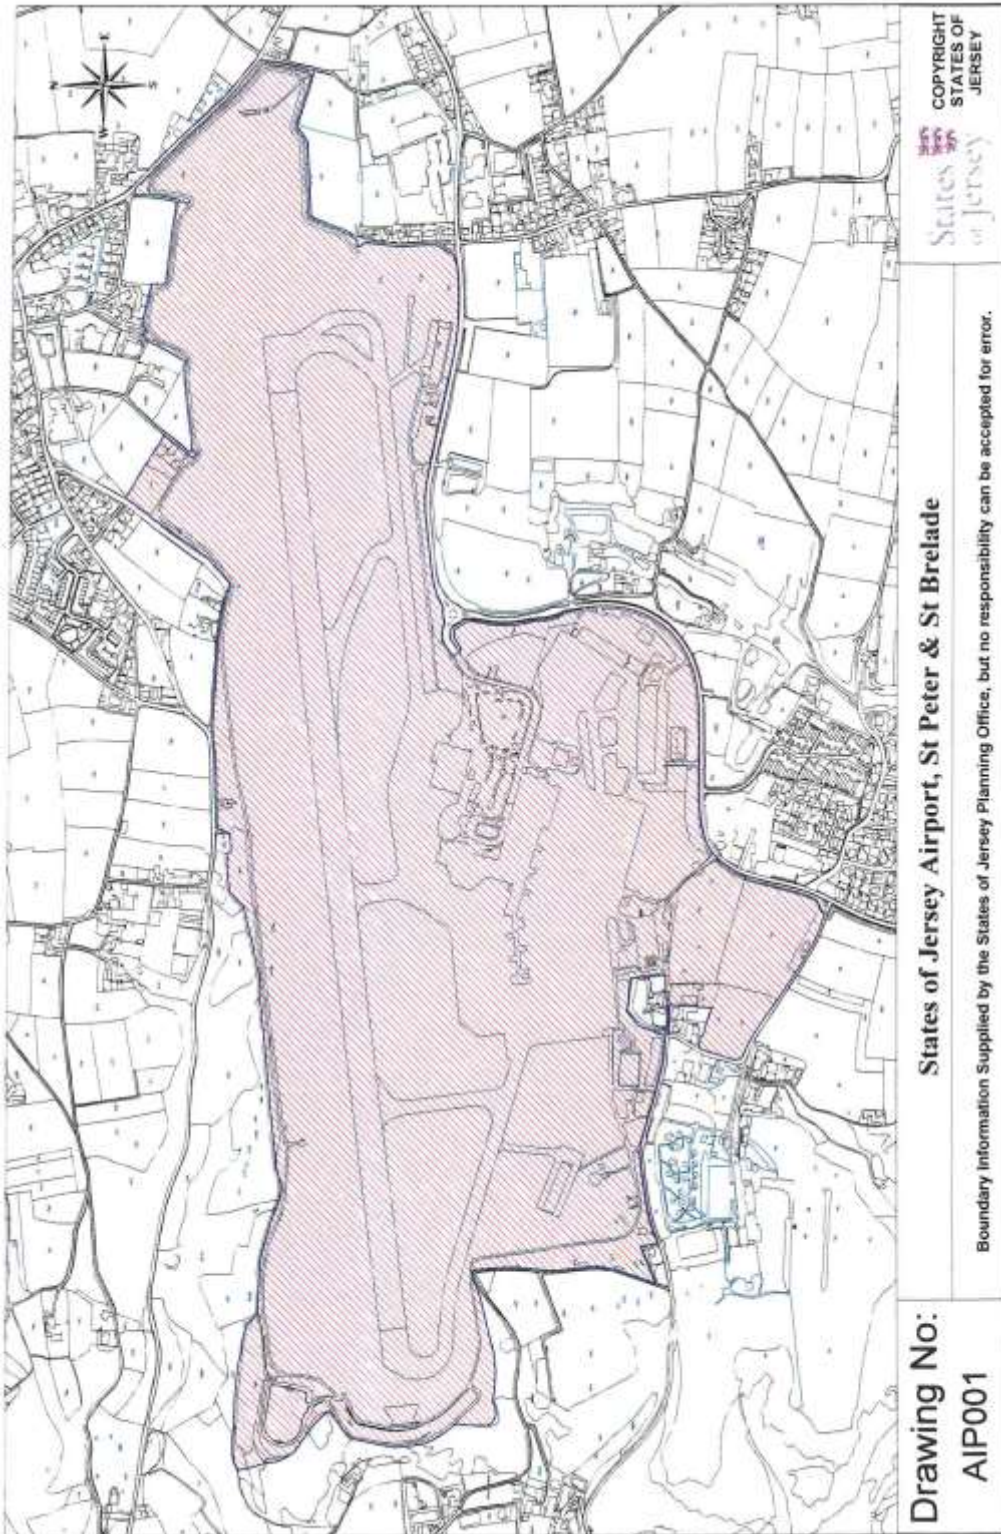 N
E
S
W
Drawing No:
AIP001
States of Jersey Airport, St Peter & St Brelade
Boundary Information Supplied by the States of Jersey Planning Office, but no responsibility can be accepted for error.
States
of Jersey
COPYRIGHT
STATES OF
JERSEY